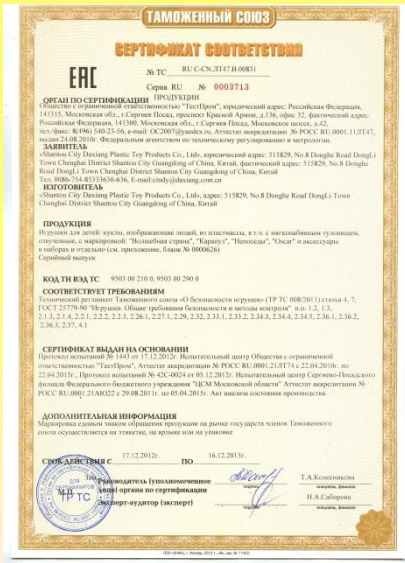 ТАМОЖЕННЫЙ СОЮЗ
СЕРТИФИКАТ СООТВЕТСТВИЯ
ЕАС
№ ТС RU C-CN.ЛТ47.В.00831
Серия RU № 0003713
ОРГАН ПО СЕРТИФИКАЦИИ ПРОДУКЦИИ
Общество с ограниченной ответственностью "ТестПром", юридический адрес: Российская Федерация,
141315, Московская обл., г.Сергиев Посад, проспект Красной Армии, д.136, офис 32, фактический адрес:
Российская Федерация, 141300, Московская обл., г.Сергиев Посад, Московское шоссе, д.42,
тел./факс: 8(496) 540-23-56, e-mail: OC2007@yandex.ru, Аттестат аккредитации № РОСС RU.0001.11ЛТ47,
выдан 24.08.2010г. Федеральным агентством по техническому регулированию и метрологии.
ЗАЯВИТЕЛЬ
«Shantou City Daxiang Plastic Toy Products Co., Ltd», юридический адрес: 515829, No.8 Donghe Road DongLi
Town Chenghai District Shantou City Guangdong of China, Китай, фактический адрес: 515829, No.8 Donghe
Road DongLi Town Chenghai District Shantou City Guangdong of China, Китай
Тел. 0086-754-85333630-636, E-mail:cindy@daxiang.com.cn
ИЗГОТОВИТЕЛЬ
«Shantou City Daxiang Plastic Toy Products Co., Ltd», адрес: 515829, No.8 Donghe Road DongLi Town
Chenghai District Shantou City Guangdong of China, Китай
ПРОДУКЦИЯ
Игрушки для детей: куклы, изображающие людей, из пластмассы, в т.ч. с мягконабивным туловищем,
озвученные, с маркировкой: "Волшебная страна", "Карапуз", "Непоседы", "Oscar" и аксессуары
в наборах и отдельно (см. приложение, бланк № 0000626)
Серийный выпуск
КОД ТН ВЭД ТС 9503 00 210 0, 9503 00 290 0
СООТВЕТСТВУЕТ ТРЕБОВАНИЯМ
Технический регламент Таможенного союза «О безопасности игрушек» (ТР ТС 008/2011) статья 4, 7,
ГОСТ 25779-90 "Игрушки. Общие требования безопасности и методы контроля" п.п. 1.2, 1.3,
2.1.3, 2.1.4, 2.2.1, 2.2.2, 2.2.3, 2.26.1, 2.27.1, 2.29, 2.32, 2.33.1, 2.33.2, 2.34.3, 2.34.4, 2.34.5, 2.36.1, 2.36.2,
2.36.3, 2.37, 4.1
СЕРТИФИКАТ ВЫДАН НА ОСНОВАНИИ
Протокол испытаний № 1443 от 17.12.2012г. Испытательный центр Общества с ограниченной
ответственностью "ТестПром", Аттестат аккредитации № РОСС RU.0001.21ЛТ74 с 22.04.2010г. по
22.04.2015г., Протокол испытаний № 42С-0024 от 05.12.2012г. Испытательный центр Сергиево-Посадского
филиала Федерального бюджетного учреждения "ЦСМ Московской области" Аттестат аккредитации №
РОСС RU.0001.21АЮ22 с 29.08.2011г. по 05.04.2015г. Акт анализа состояния производства.
ДОПОЛНИТЕЛЬНАЯ ИНФОРМАЦИЯ
Маркировка единым знаком обращения продукции на рынке государств членов Таможенного
союза осуществляется на этикетке, на ярлыке или на упаковке
СРОК ДЕЙСТВИЯ С 17.12.2012г. ПО 16.12.2013г.
Руководитель (уполномоченное Т.А.Колесникова
лицо) органа по сертификации
М.П.
Эксперт-аудитор (эксперт) Н.А.Сабирова
ДЛЯ СЕРТИФИКАТОВ
ТР ТС